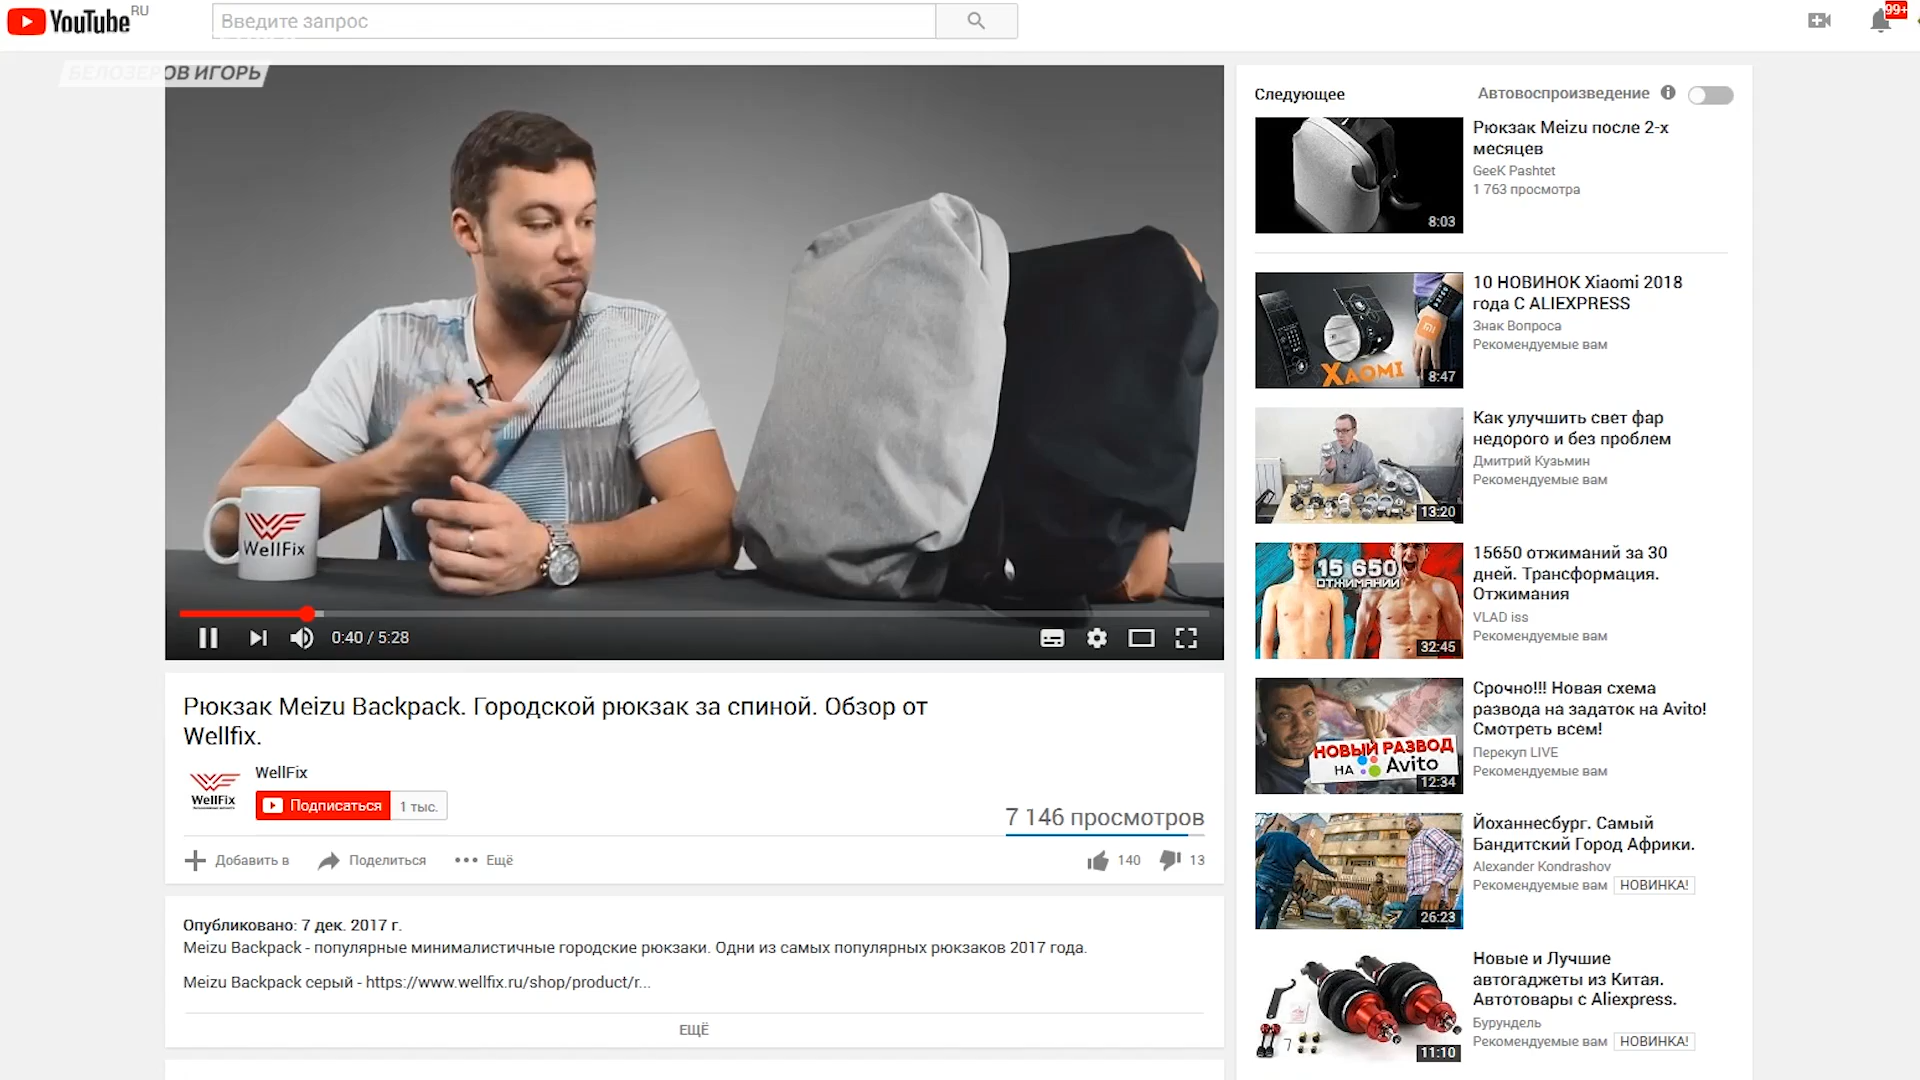 YouTube RU
Введите запрос
99+
БЕЛОЗЕРОВ ИГОРЬ
WellFix
0:40 / 5:28
Рюкзак Meizu Backpack. Городской рюкзак за спиной. Обзор от
Wellfix.
WellFix
WellFix
Подписаться
1 тыс.
7 146 просмотров
Добавить в
Поделиться
Ещё
140
13
Опубликовано: 7 дек. 2017 г.
Meizu Backpack - популярные минималистичные городские рюкзаки. Одни из самых популярных рюкзаков 2017 года.
Meizu Backpack серый - https://www.wellfix.ru/shop/product/r...
ЕЩЁ
Следующее
Автовоспроизведение
8:03
Рюкзак Meizu после 2-х
месяцев
GeeK Pashtet
1 763 просмотра
XIAOMI
8:47
10 НОВИНОК Xiaomi 2018
года С ALIEXPRESS
Знак Вопроса
Рекомендуемые вам
13:20
Как улучшить свет фар
недорого и без проблем
Дмитрий Кузьмин
Рекомендуемые вам
15 650
ОТЖИМАНИЙ
32:45
15650 отжиманий за 30
дней. Трансформация.
Отжимания
VLAD iss
Рекомендуемые вам
НОВЫЙ РАЗВОД
НА Avito
12:34
Срочно!!! Новая схема
развода на задаток на Avito!
Смотреть всем!
Перекуп LIVE
Рекомендуемые вам
26:23
Йоханнесбург. Самый
Бандитский Город Африки.
Alexander Kondrashov
Рекомендуемые вам НОВИНКА!
11:10
Новые и Лучшие
автогаджеты из Китая.
Автотовары с Aliexpress.
Бурундель
Рекомендуемые вам НОВИНКА!